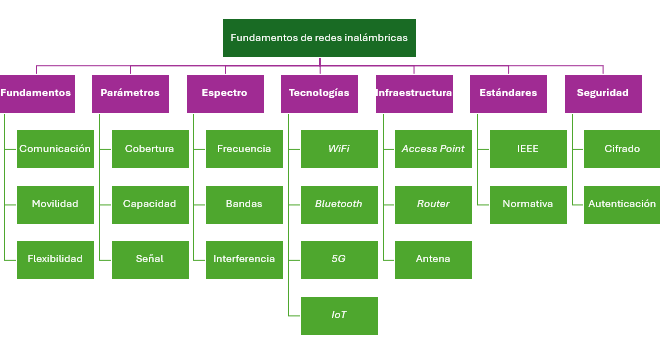 Fundamentos de redes inalámbricas
Fundamentos
Parámetros
Espectro
Tecnologías
Infraestructura
Estándares
Seguridad
Comunicación
Cobertura
Frecuencia
WiFi
Access Point
IEEE
Cifrado
Movilidad
Capacidad
Bandas
Bluetooth
Router
Normativa
Autenticación
Flexibilidad
Señal
Interferencia
5G
Antena
IoT